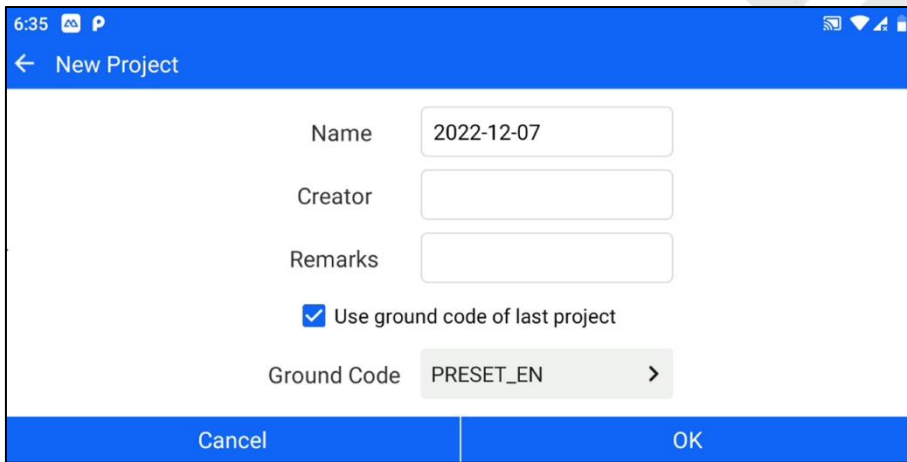 6:35
New Project
Name 2022-12-07
Creator
Remarks
Use ground code of last project
Ground Code PRESET_EN
Cancel OK